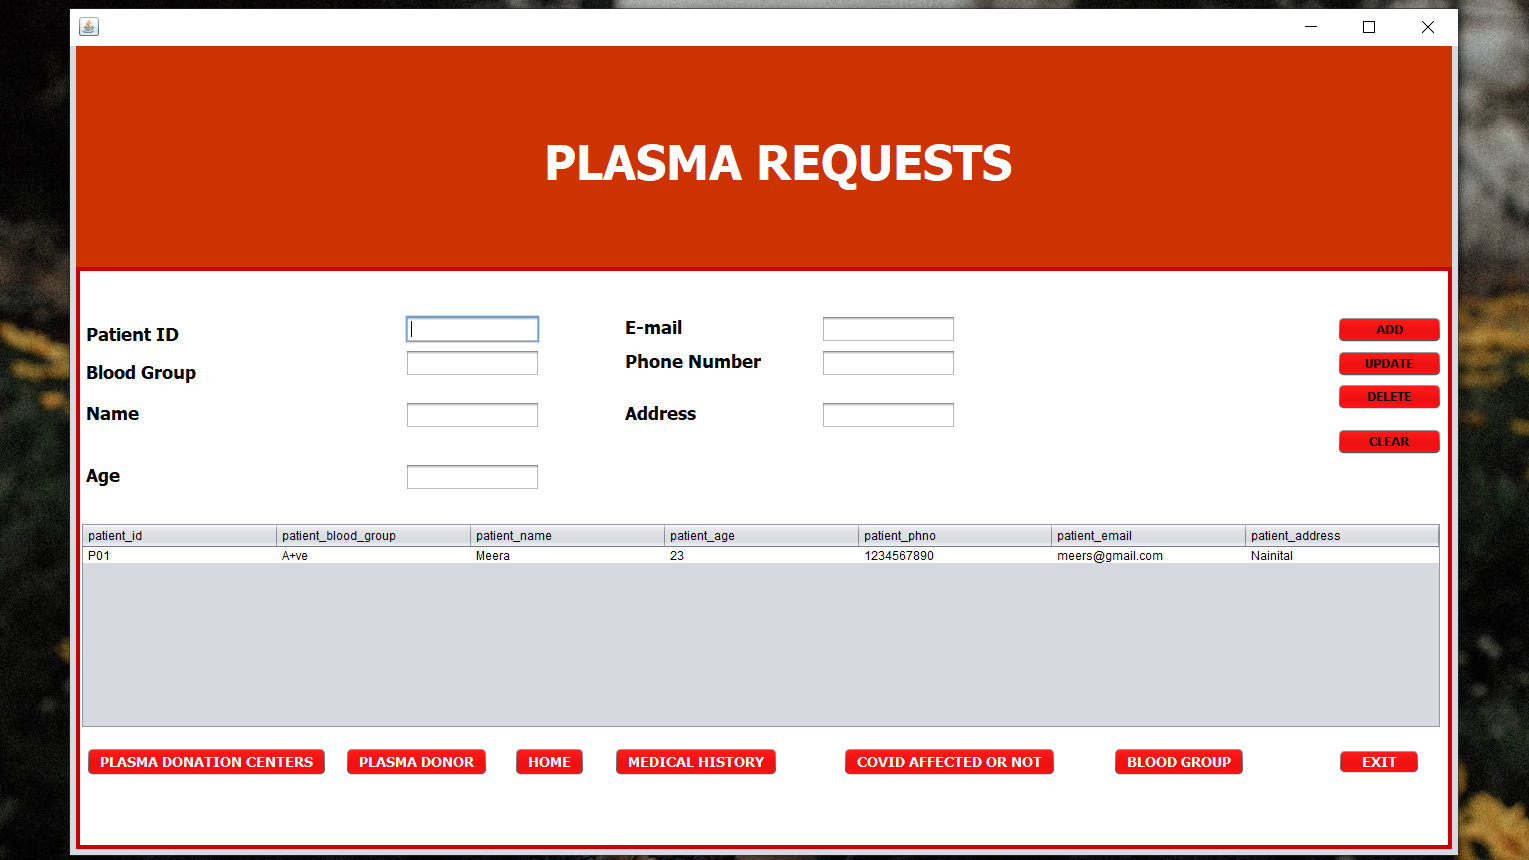 PLASMA REQUESTS
Patient ID
E-mail
ADD
Blood Group
Phone Number
UPDATE
DELETE
Name
Address
CLEAR
Age
patient_id patient_blood_group patient_name patient_age patient_phno patient_email patient_address
P01 A+ve Meera 23 1234567890 meers@gmail.com Nainital
PLASMA DONATION CENTERS PLASMA DONOR HOME MEDICAL HISTORY COVID AFFECTED OR NOT BLOOD GROUP EXIT